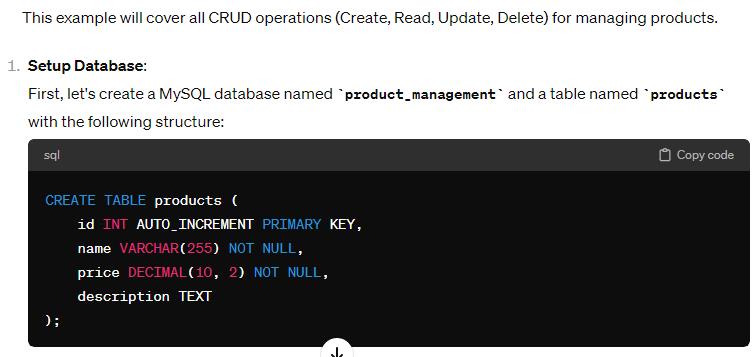 This example will cover all CRUD operations (Create, Read, Update, Delete) for managing products.
1. Setup Database:
First, let's create a MySQL database named `product_management` and a table named `products`
with the following structure:
sql
Copy code
CREATE TABLE products (
    id INT AUTO_INCREMENT PRIMARY KEY,
    name VARCHAR(255) NOT NULL,
    price DECIMAL(10, 2) NOT NULL,
    description TEXT
);